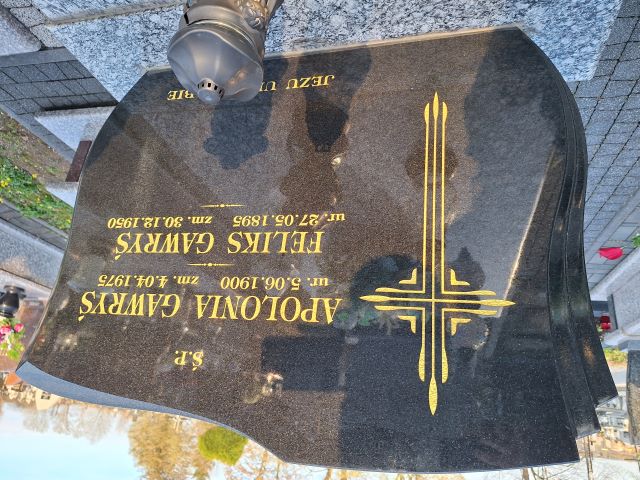 Ś.P.
APOLONIA GAWRYŚ
ur. 5.06.1900 zm. 4.04.1975
FELIKS GAWRYŚ
ur. 27.05.1895 zm. 30.12.1950
JEZU